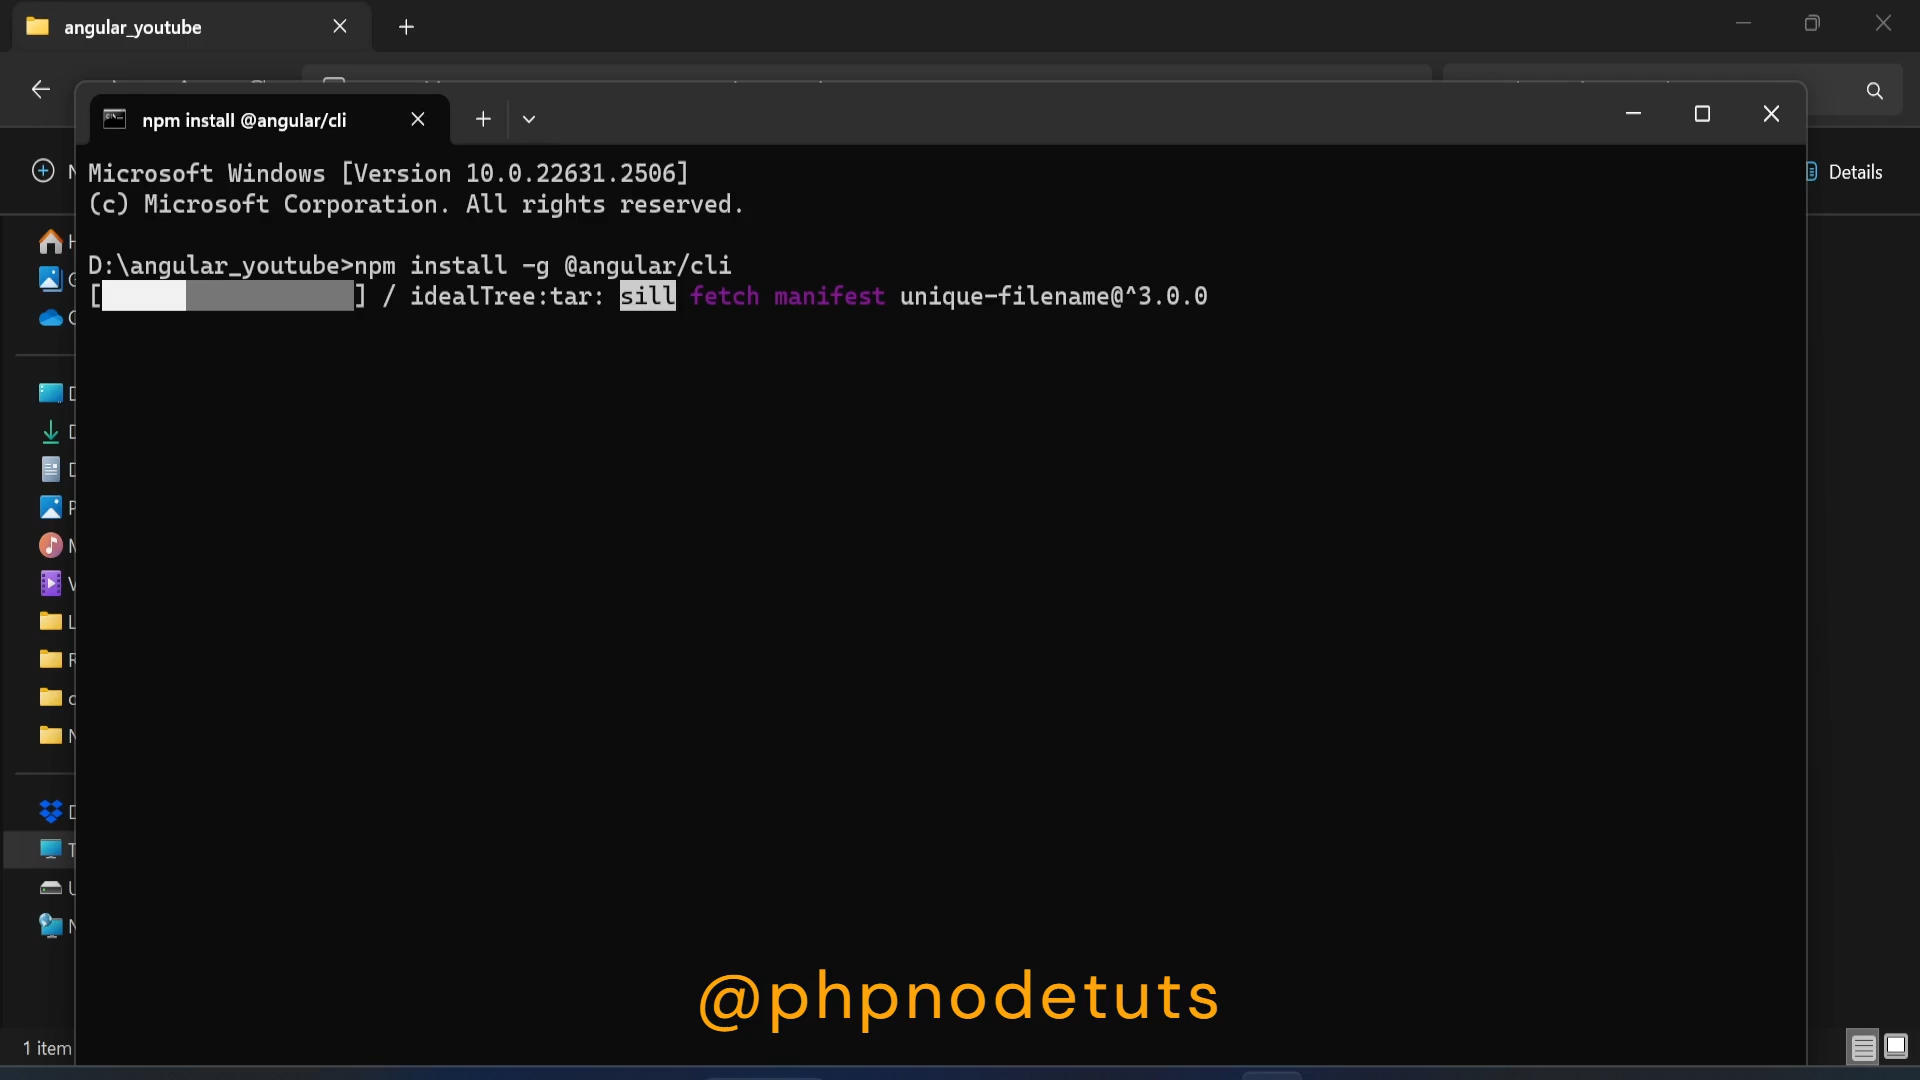 angular_youtube
npm install @angular/cli
Details
Microsoft Windows [Version 10.0.22631.2506]
(c) Microsoft Corporation. All rights reserved.
D:\angular_youtube>npm install -g @angular/cli
[ ] / idealTree:tar: sill fetch manifest unique-filename@^3.0.0
@phpnodetuts
1 item